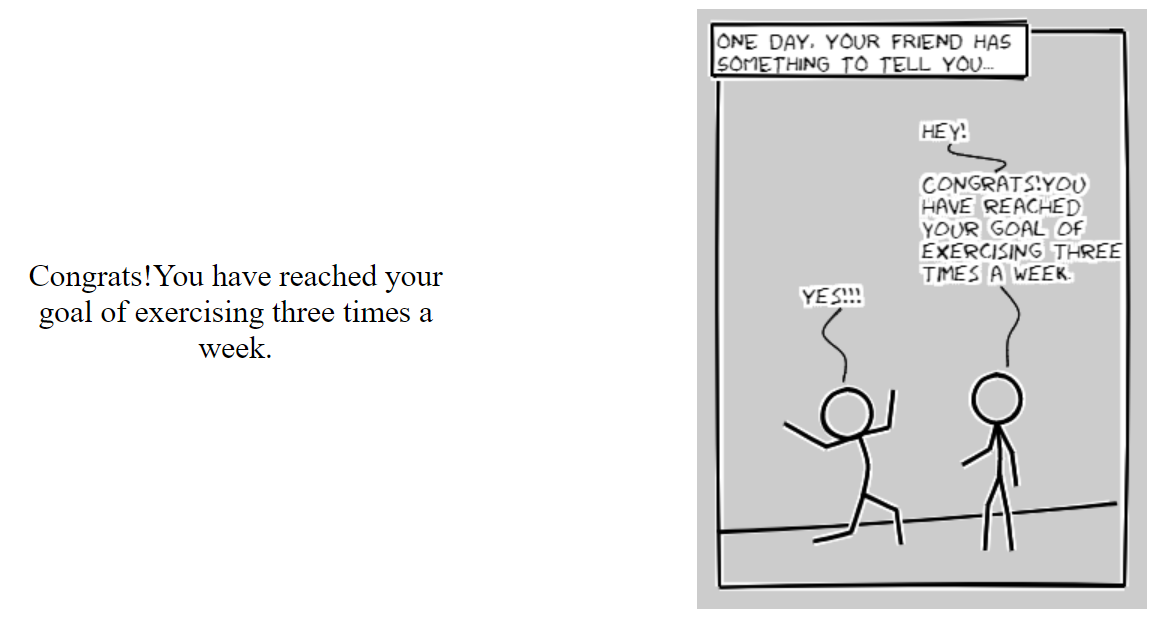 Congrats!You have reached your
goal of exercising three times a
week.
ONE DAY, YOUR FRIEND HAS
SOMETHING TO TELL YOU...
HEY!
CONGRATS!YOU
HAVE REACHED
YOUR GOAL OF
EXERCISING THREE
TIMES A WEEK.
YES!!!